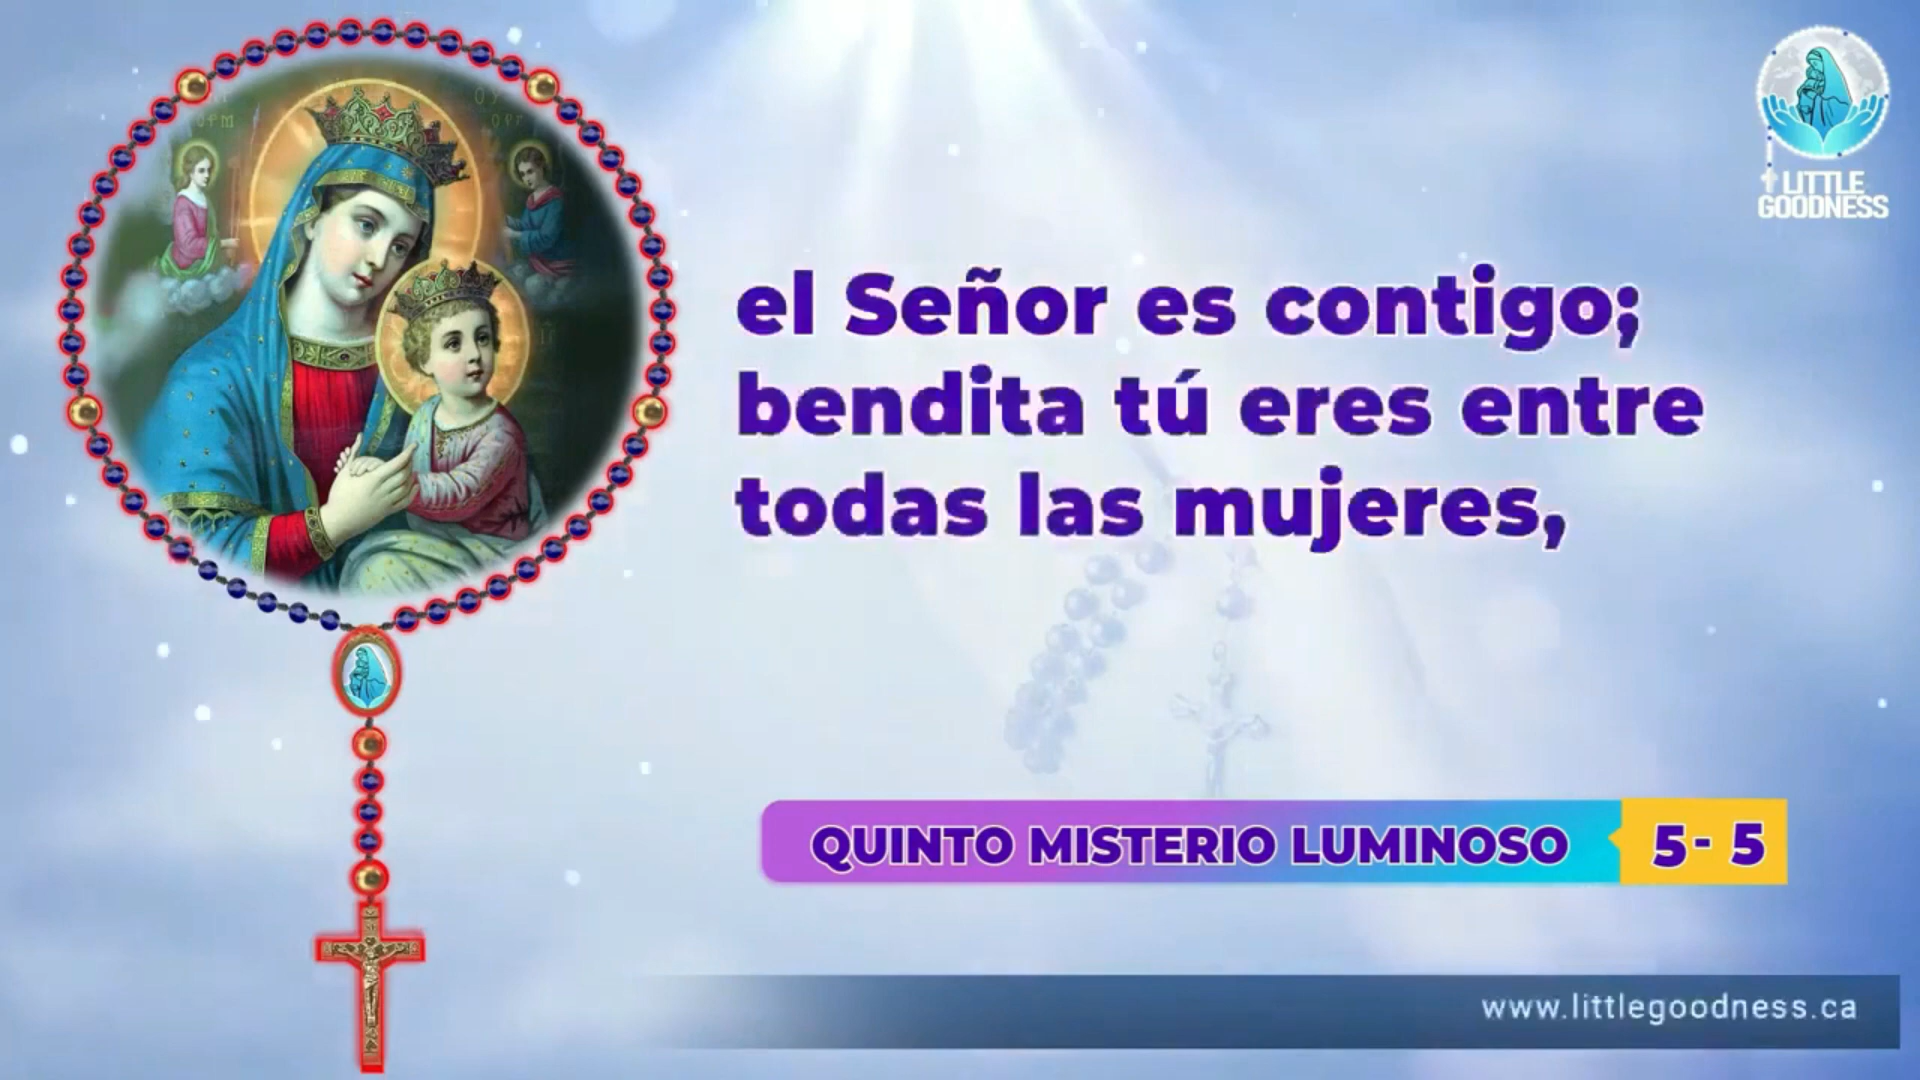 LITTLE
GOODNESS
el Señor es contigo;
bendita tú eres entre
todas las mujeres,
QUINTO MISTERIO LUMINOSO
5- 5
www.littlegoodness.ca